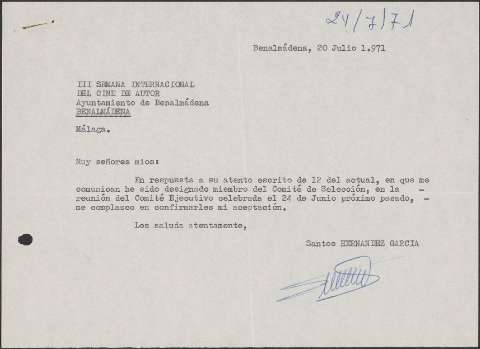 24/7/71
Benalmádena, 20 Julio 1.971
III SEMANA INTERNACIONAL
DEL CINE DE AUTOR
Ayuntamiento de Benalmádena
BENALMÁDENA
Málaga.
Muy señores mios:
En respuesta a su atento escrito de 12 del actual, en que me
comunican he sido designado miembro del Comité de Selección, en la -
reunión del Comité Ejecutivo celebrada el 24 de Junio próximo pasado, -
me complazco en confirmarles mi aceptación.
Les saluda atentamente,
Santos HERNANDEZ GARCIA